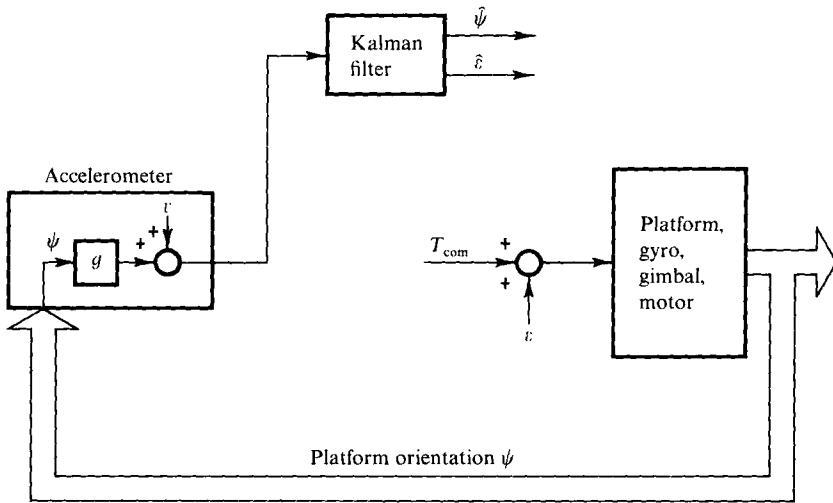 ψ̂
Kalman
filter
ε̂
Accelerometer
v
+
ψ
g
+
Platform,
gyro,
gimbal,
motor
T_com
+
+
ε
Platform orientation ψ